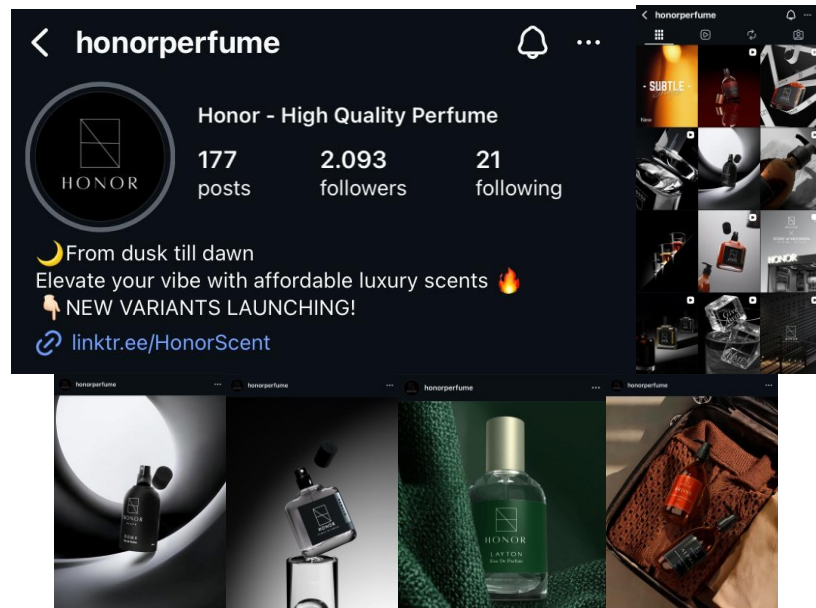 honorperfume
HONOR
Honor - High Quality Perfume
177
posts
2.093
followers
21
following
🌙From dusk till dawn
Elevate your vibe with affordable luxury scents 🔥
👇🏻NEW VARIANTS LAUNCHING!
linktr.ee/HonorScent
honorperfume
- SUBTLE -
New
HONOR
honorperfume
HONOR
honorperfume
HONOR
honorperfume
HONOR
LAYTON
Eau De Parfum
honorperfume